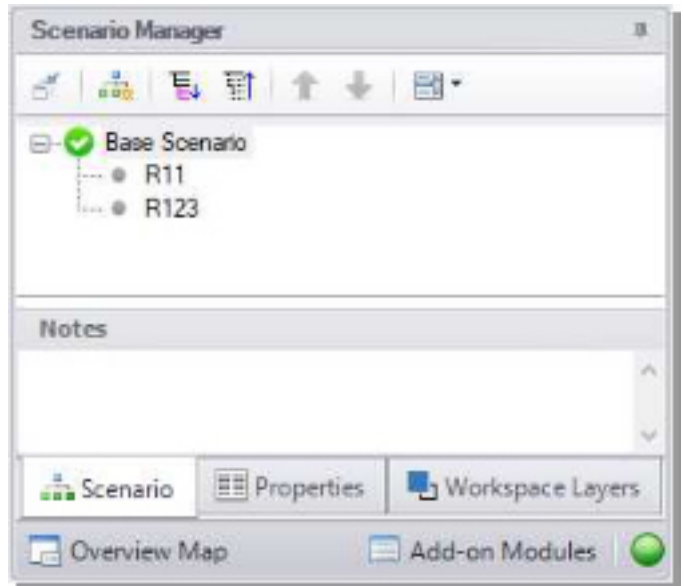 Scenario Manager
Base Scenario
R11
R123
Notes
Scenario Properties Workspace Layers
Overview Map Add-on Modules